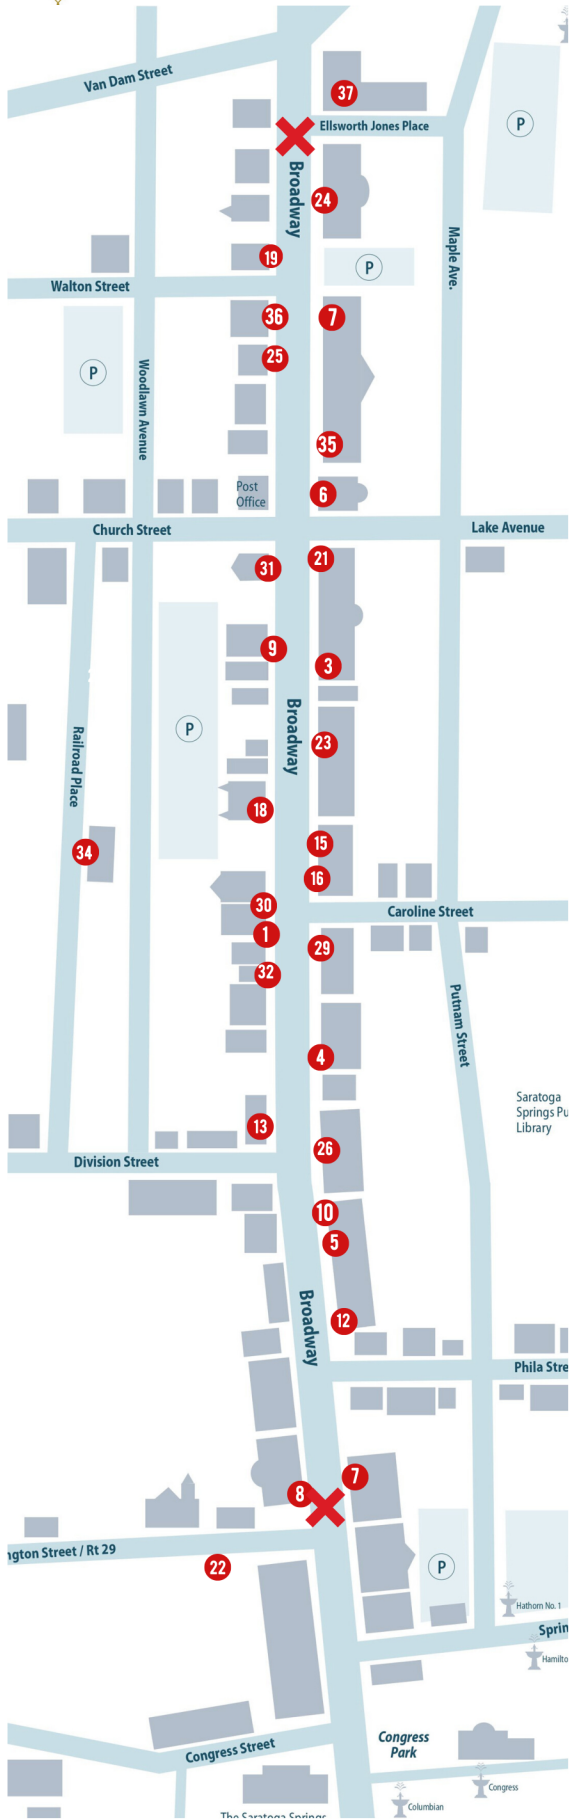 Van Dam Street
37
Ellsworth Jones Place
P
Broadway
24
Maple Ave.
19
P
Walton Street
36
7
25
P
Woodlawn Avenue
35
Post
Office
6
Church Street
Lake Avenue
21
31
9
3
Broadway
23
P
Railroad Place
18
15
34
16
30
Caroline Street
1
29
32
Putnam Street
4
Saratoga
Springs Pu
Library
13
26
Division Street
10
5
Broadway
12
Phila Stre
7
8
ngton Street / Rt 29
22
P
Hathorn No. 1
Sprin
Hamilto
Congress Street
Congress
Park
Congress
Columbian
The Saratoga Springs